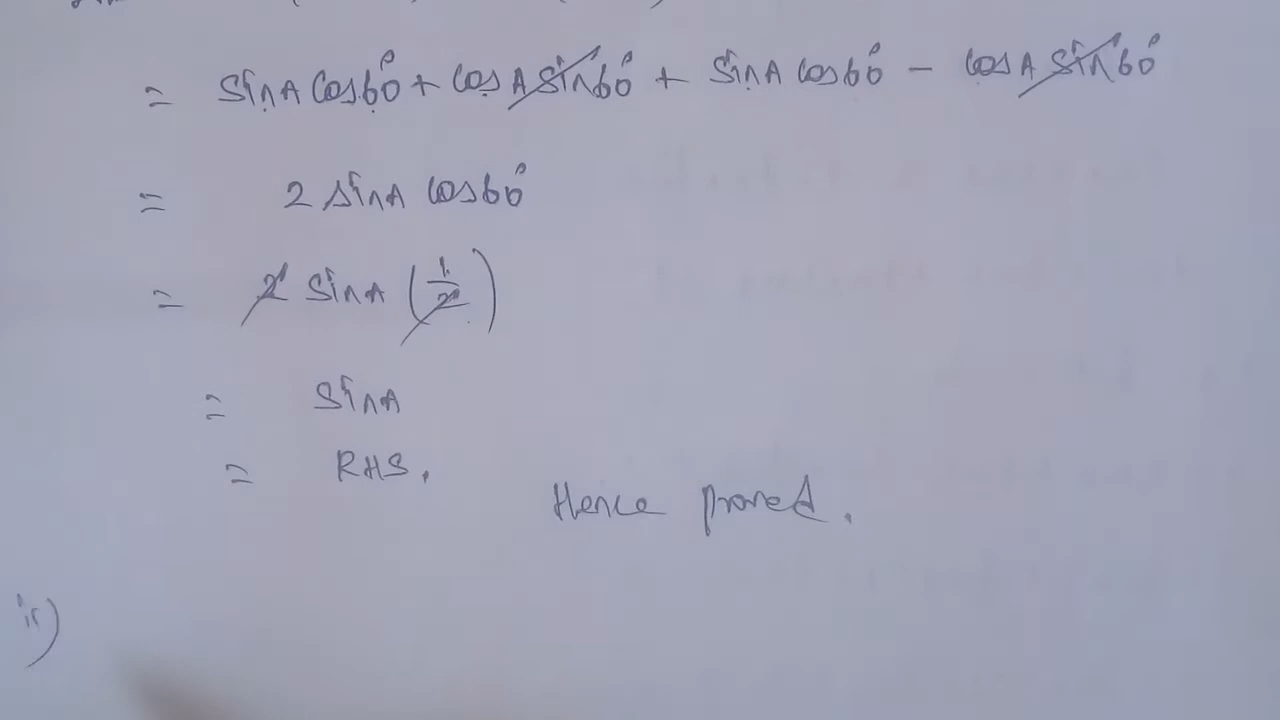 = SinA Cos60° + CosA Sin60° + SinA Cos60° - CosA Sin60°
= 2 SinA Cos60°
= 2 SinA (1/2)
= SinA
= RHS.
Hence proved.
ii)